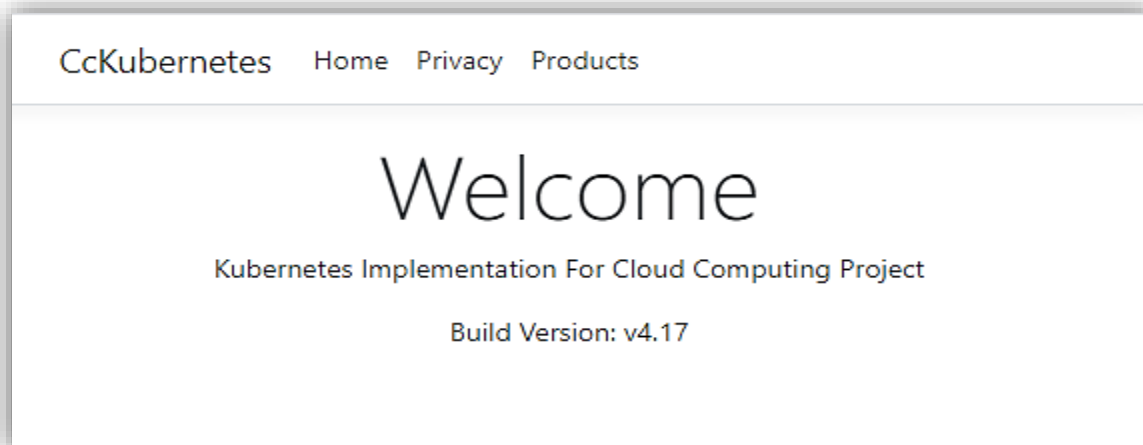 CcKubernetes Home Privacy Products
Welcome
Kubernetes Implementation For Cloud Computing Project
Build Version: v4.17